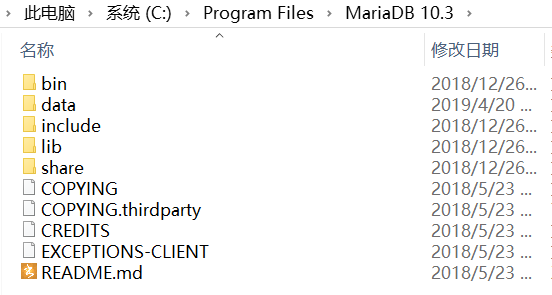 此电脑 > 系统 (C:) > Program Files > MariaDB 10.3 >
名称 修改日期
bin 2018/12/26...
data 2019/4/20 ...
include 2018/12/26...
lib 2018/12/26...
share 2018/12/26...
COPYING 2018/5/23 ...
COPYING.thirdparty 2018/5/23 ...
CREDITS 2018/5/23 ...
EXCEPTIONS-CLIENT 2018/5/23 ...
README.md 2018/5/23 ...